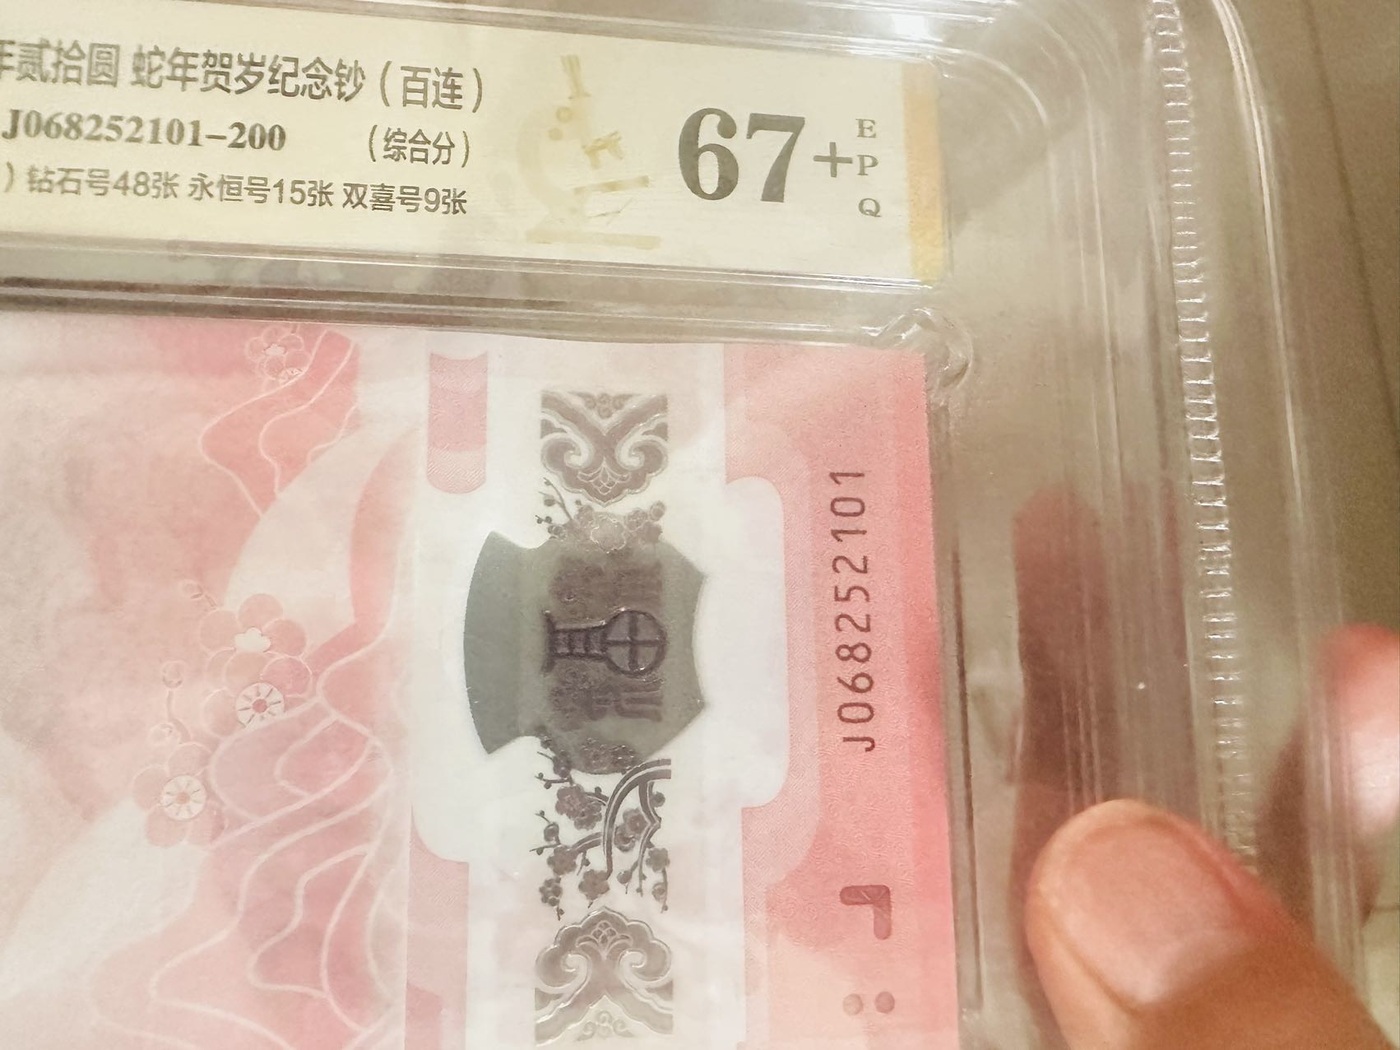 年贰拾圆 蛇年贺岁纪念钞（百连）
J068252101-200 （综合分）
）钻石号48张 永恒号15张 双喜号9张
67+
E
P
Q
J068252101